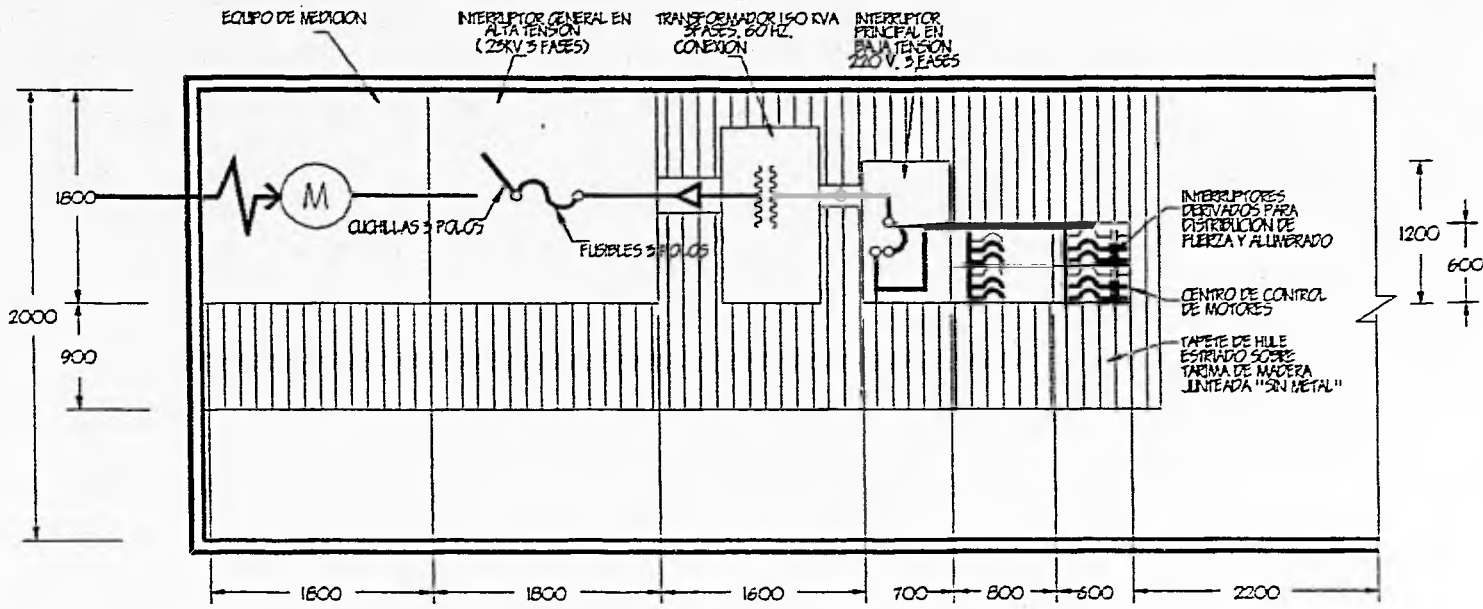 EQUIPO DE MEDICION
INTERRUPTOR GENERAL EN
ALTA TENSION
(23KV 3 FASES)
TRANSFORMADOR 150 KVA
3FASES, 60 HZ.
CONEXION
INTERRUPTOR
PRINCIPAL EN
BAJA TENSION
220 V. 3 FASES
1800
M
CUCHILLAS 3 POLOS
FUSIBLES 3 POLOS
INTERRUPTORES
DERIVADOS PARA
DISTRIBUCION DE
FUERZA Y ALUMBRADO
1200
600
CENTRO DE CONTROL
DE MOTORES
2000
900
TAPETE DE HULE
ESTRIADO SOBRE
TARIMA DE MADERA
JUNTEADA "SIN METAL"
1800
1800
1600
700
800
600
2200